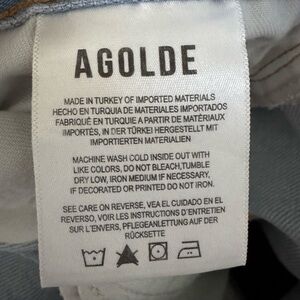 AGOLDE
MADE IN TURKEY OF IMPORTED MATERIALS
HECHO EN TURQUIA DE MATERIALES IMPORTADOS
FABRIQUÉ EN TURQUIE A PARTIR DE MATÉRIAUX
IMPORTÉS, IN DER TÜRKEI HERGESTELLT MIT
IMPORTIERTEN MATERIALIEN
MACHINE WASH COLD INSIDE OUT WITH
LIKE COLORS, DO NOT BLEACH,TUMBLE
DRY LOW, IRON MEDIUM IF NECESSARY,
IF DECORATED OR PRINTED DO NOT IRON.
SEE CARE ON REVERSE, VEA EL CUIDADO EN EL
REVERSO, VOIR LES INSTRUCTIONS D'ENTRETIEN
SUR L'ENVERS, PFLEGEANLEITUNG AUF DER
RÜCKSETTE